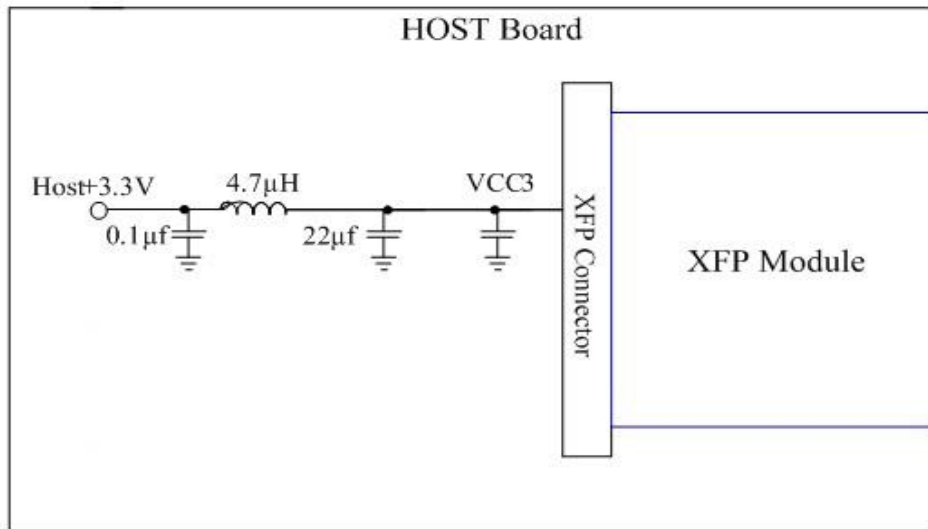 HOST Board
Host+3.3V
4.7μH
VCC3
0.1μf
22μf
XFP Connector
XFP Module